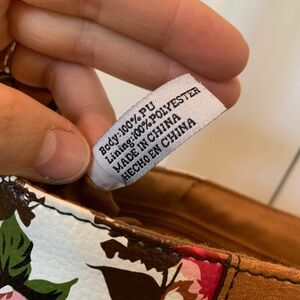 Body:100%PU
Lining:100%POLYESTER
MADE IN CHINA
HECHO EN CHINA